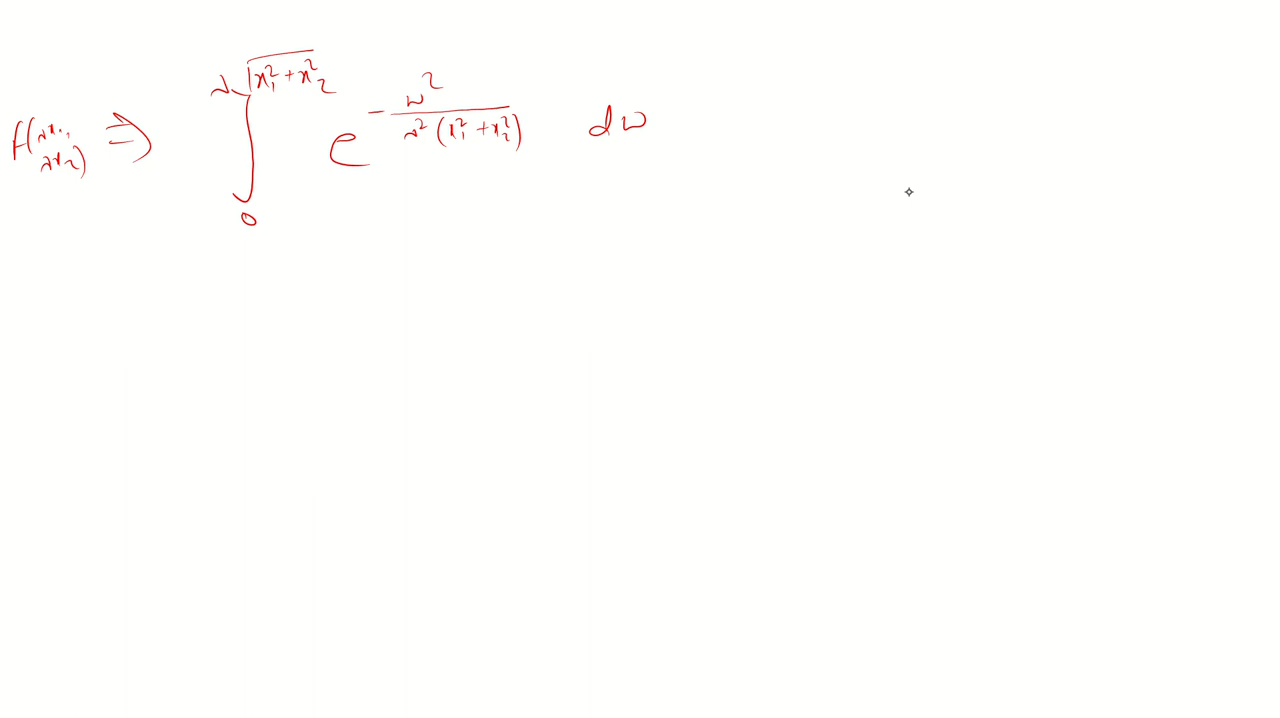 f(λx₁, λx₂) ⇒ ∫₀^{λ√(x₁²+x₂²)} e^{-w²/(λ²(x₁²+x₂²))} dw